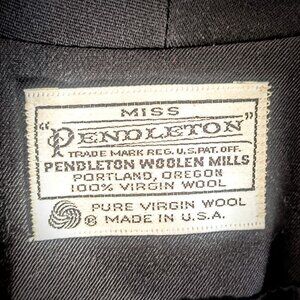 MISS
"PENDLETON"
TRADE MARK REG. U.S. PAT. OFF.
PENDLETON WOOLEN MILLS
PORTLAND, OREGON
100% VIRGIN WOOL
PURE VIRGIN WOOL
® MADE IN U.S.A.